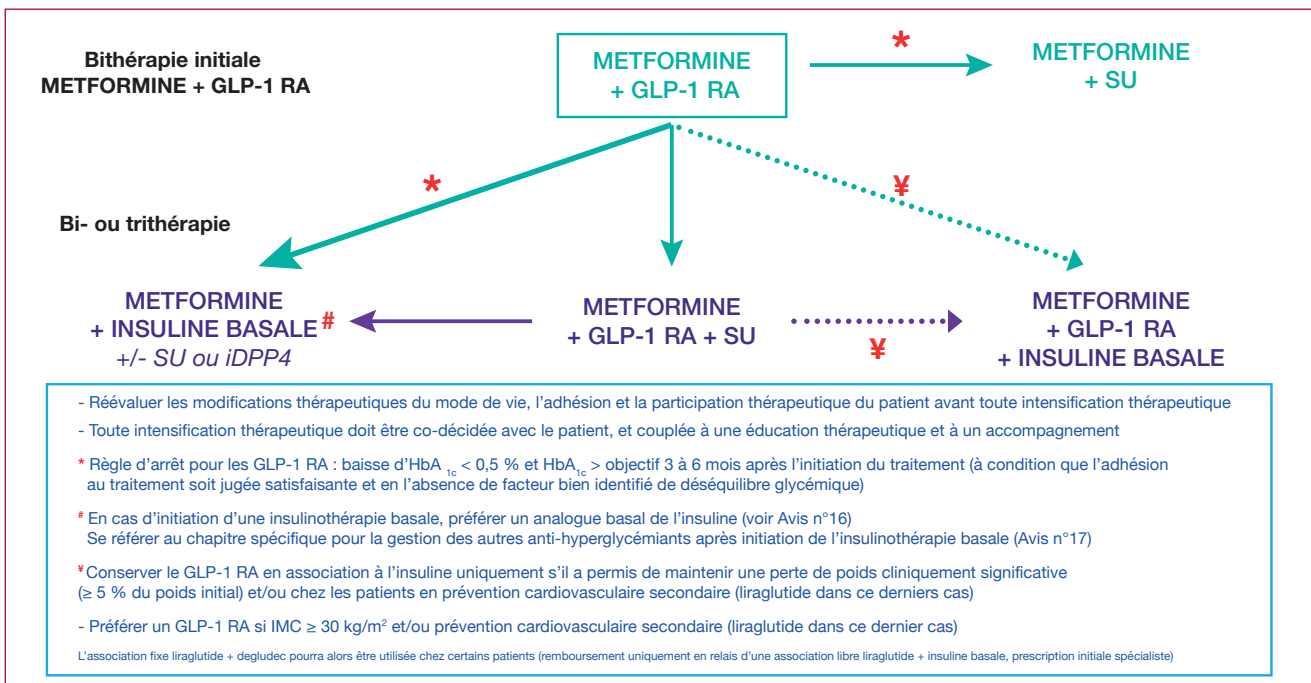 Bithérapie initiale
METFORMINE + GLP-1 RA
METFORMINE
+ GLP-1 RA
*
METFORMINE
+ SU
*
¥
Bi- ou trithérapie
METFORMINE
+ INSULINE BASALE #
+/- SU ou iDPP4
METFORMINE
+ GLP-1 RA + SU
¥
METFORMINE
+ GLP-1 RA
+ INSULINE BASALE
- Réévaluer les modifications thérapeutiques du mode de vie, l’adhésion et la participation thérapeutique du patient avant toute intensification thérapeutique
- Toute intensification thérapeutique doit être co-décidée avec le patient, et couplée à une éducation thérapeutique et à un accompagnement
* Règle d’arrêt pour les GLP-1 RA : baisse d’HbA 1c < 0,5 % et HbA1c > objectif 3 à 6 mois après l’initiation du traitement (à condition que l’adhésion
au traitement soit jugée satisfaisante et en l’absence de facteur bien identifié de déséquilibre glycémique)
# En cas d’initiation d’une insulinothérapie basale, préférer un analogue basal de l’insuline (voir Avis n°16)
Se référer au chapitre spécifique pour la gestion des autres anti-hyperglycémiants après initiation de l’insulinothérapie basale (Avis n°17)
¥ Conserver le GLP-1 RA en association à l’insuline uniquement s’il a permis de maintenir une perte de poids cliniquement significative
(≥ 5 % du poids initial) et/ou chez les patients en prévention cardiovasculaire secondaire (liraglutide dans ce derniers cas)
- Préférer un GLP-1 RA si IMC ≥ 30 kg/m² et/ou prévention cardiovasculaire secondaire (liraglutide dans ce dernier cas)
L’association fixe liraglutide + degludec pourra alors être utilisée chez certains patients (remboursement uniquement en relais d’une association libre liraglutide + insuline basale, prescription initiale spécialiste)